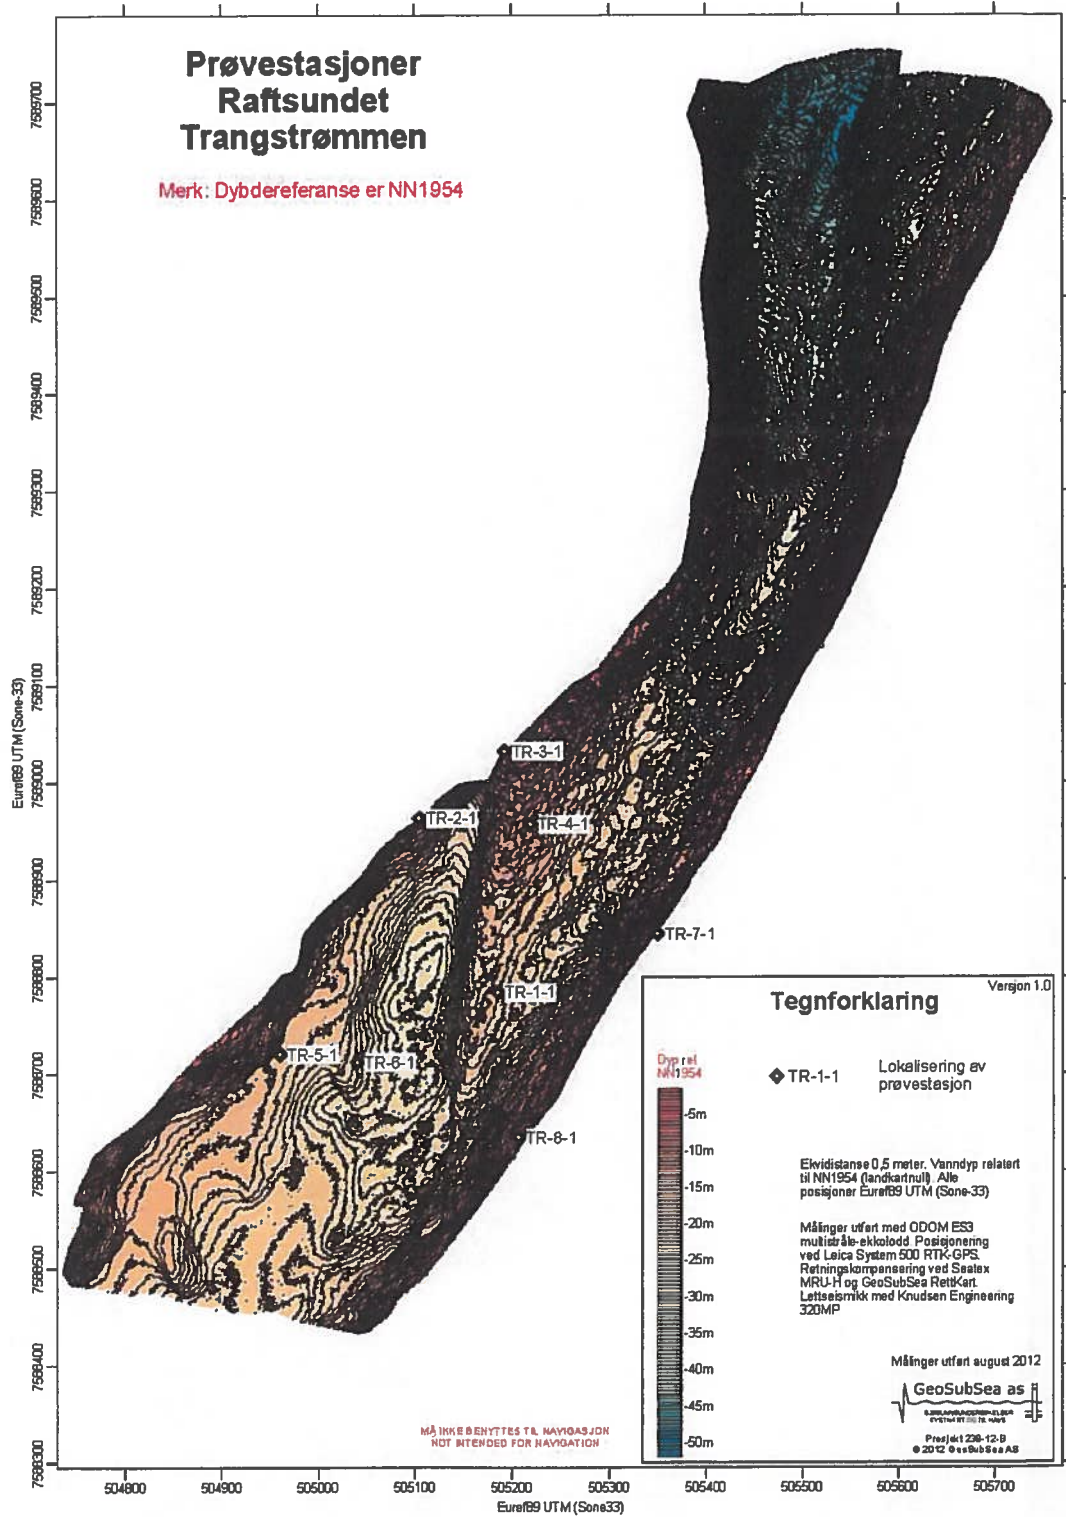 Prøvestasjoner
Raftsundet
Trangstrømmen
Merk: Dybdereferanse er NN1954
7589700
7589600
7589500
7589400
7589300
7589200
7589100
7589000
7588900
7588800
7588700
7588600
7588500
7588400
7588300
Euref89 UTM (Sone-33)
TR-3-1
TR-2-1
TR-4-1
TR-7-1
TR-1-1
TR-5-1
TR-6-1
TR-8-1
Versjon 1.0
Tegnforklaring
Dyp rel
NN1954
-5m
-10m
-15m
-20m
-25m
-30m
-35m
-40m
-45m
-50m
TR-1-1
Lokalisering av
prøvestasjon
Ekvidistanse 0,5 meter. Vanndyp relatert
til NN1954 (landkartnull). Alle
posisjoner Euref89 UTM (Sone-33)
Målinger utført med ODOM ES3
multistråle-ekkolodd. Posisjonering
ved Leica System 500 RTK-GPS.
Retningskompensering ved Seatex
MRU-H og GeoSubSea RettKart.
Lettseismikk med Knudsen Engineering
320MP
Målinger utført august 2012
GeoSubSea as
Prosjekt 239-12-B
© 2012 GeoSubSea AS
MÅ IKKE BENYTTES TIL NAVIGASJON
NOT INTENDED FOR NAVIGATION
504800
504900
505000
505100
505200
505300
505400
505500
505600
505700
Euref89 UTM (Sone33)